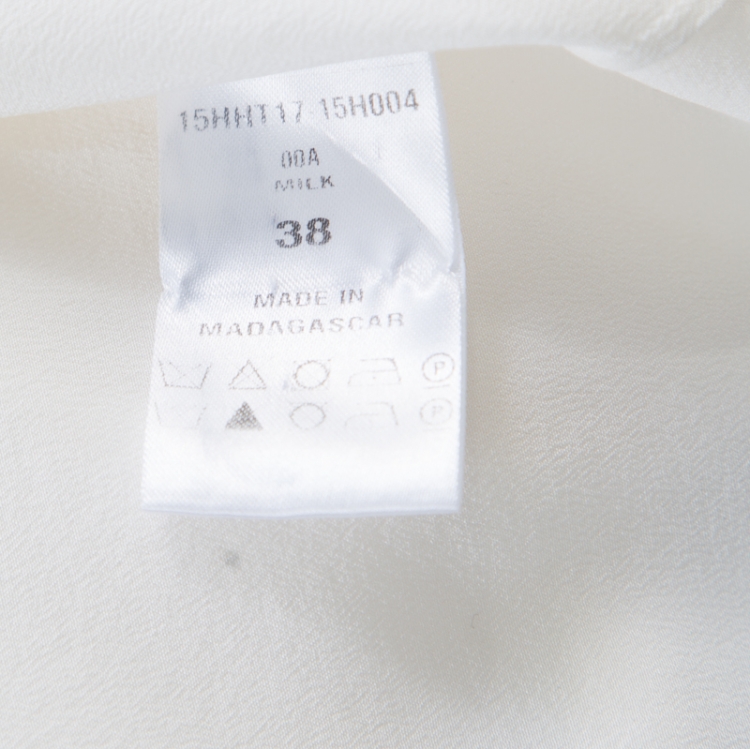 15HHT17 15H004
00A
MILK
38
MADE IN
MADAGASCAR
P
P